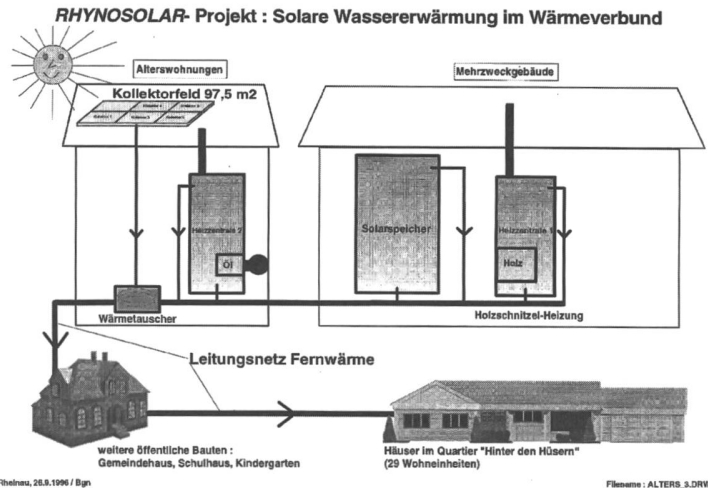 RHYNOSOLAR- Projekt : Solare Wassererwärmung im Wärmeverbund
Alterswohnungen
Mehrzweckgebäude
Kollektorfeld 97,5 m2
Heizzentrale 2
Öl
Solarspeicher
Heizzentrale 1
Holz
Wärmetauscher
Holzschnitzel-Heizung
Leitungsnetz Fernwärme
weitere öffentliche Bauten :
Gemeindehaus, Schulhaus, Kindergarten
Häuser im Quartier "Hinter den Hüsern"
(29 Wohneinheiten)
Rheinau, 26.9.1996 / Bgn
Filename : ALTERS_3.DRW